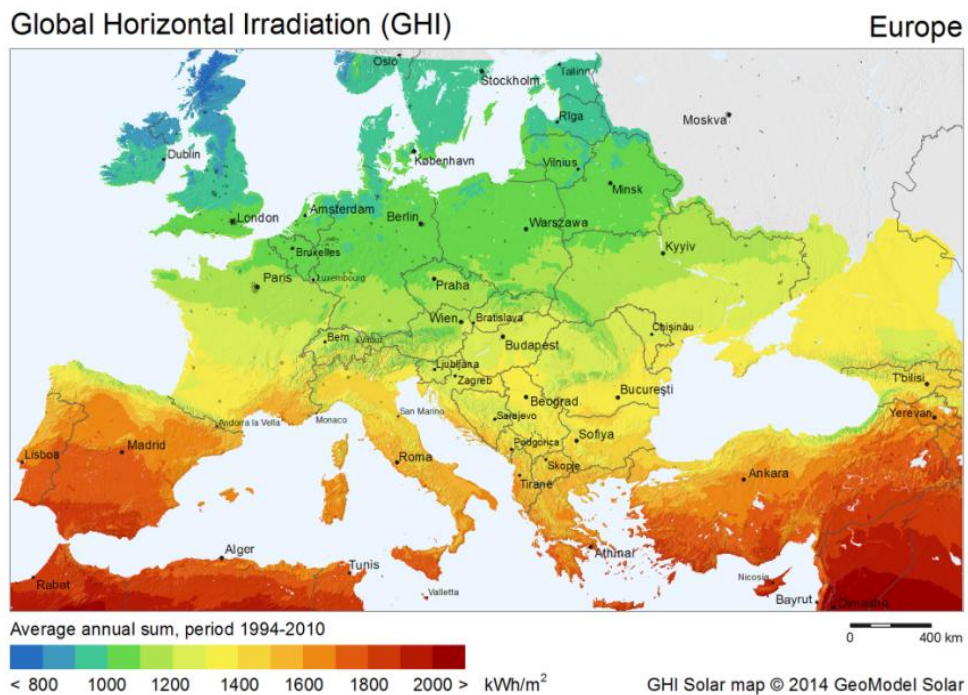 Global Horizontal Irradiation (GHI) Europe
Oslo
Stockholm
Tallinn
Rīga
Moskva
Dublin
København
Vilnius
Minsk
London
Amsterdam
Berlin
Warszawa
Bruxelles
Kyyiv
Paris
Luxembourg
Praha
Wien
Bratislava
Chişinău
Bern
Vaduz
Budapest
Ljubljana
Zagreb
T'bilisi
Beograd
Bucureşti
Yerevan
Andorra la Vella
Monaco
San Marino
Sarajevo
Podgorica
Sofiya
Madrid
Lisboa
Roma
Skopje
Tirane
Ankara
Alger
Athinai
Tunis
Rabat
Valletta
Nicosia
Bayrut
Dimashq
Average annual sum, period 1994-2010
0 400 km
< 800 1000 1200 1400 1600 1800 2000 > kWh/m²
GHI Solar map © 2014 GeoModel Solar